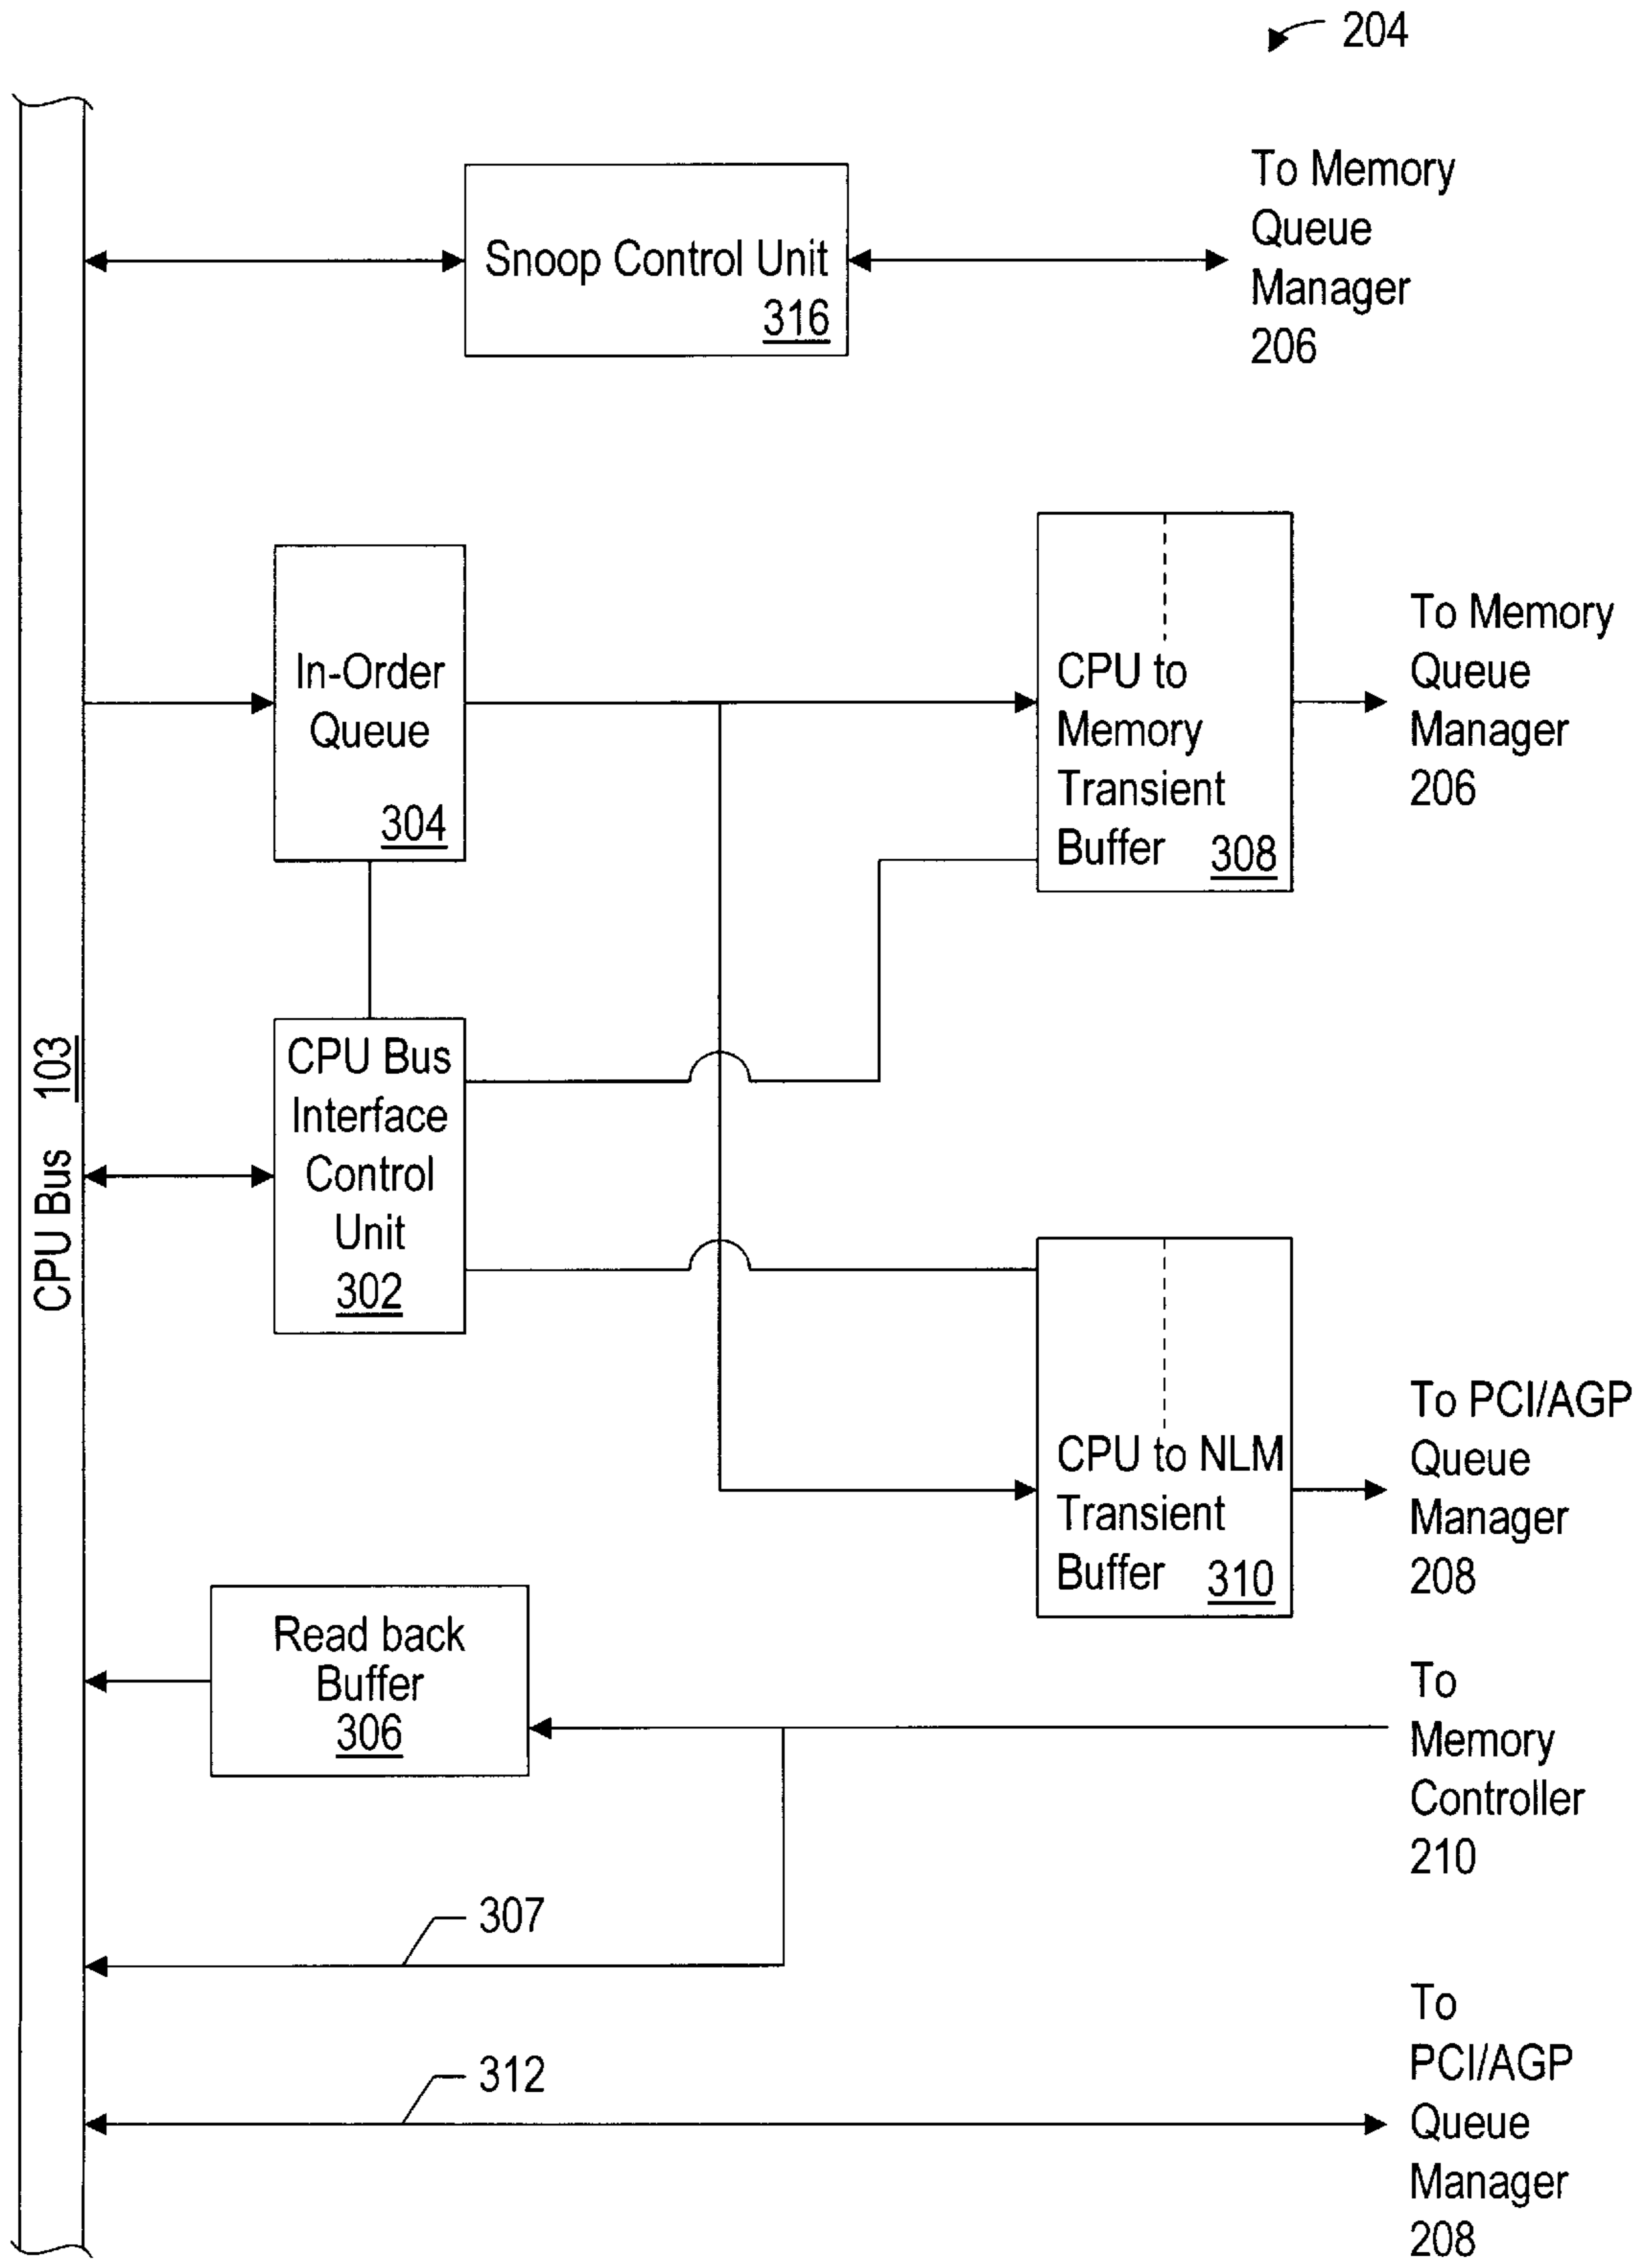 204
To Memory
Queue
Manager
206
Snoop Control Unit
316
In-Order
Queue
304
CPU to
Memory
Transient
Buffer 308
To Memory
Queue
Manager
206
CPU Bus 103
CPU Bus
Interface
Control
Unit
302
CPU to NLM
Transient
Buffer 310
To PCI/AGP
Queue
Manager
208
Read back
Buffer
306
To
Memory
Controller
210
307
312
To
PCI/AGP
Queue
Manager
208